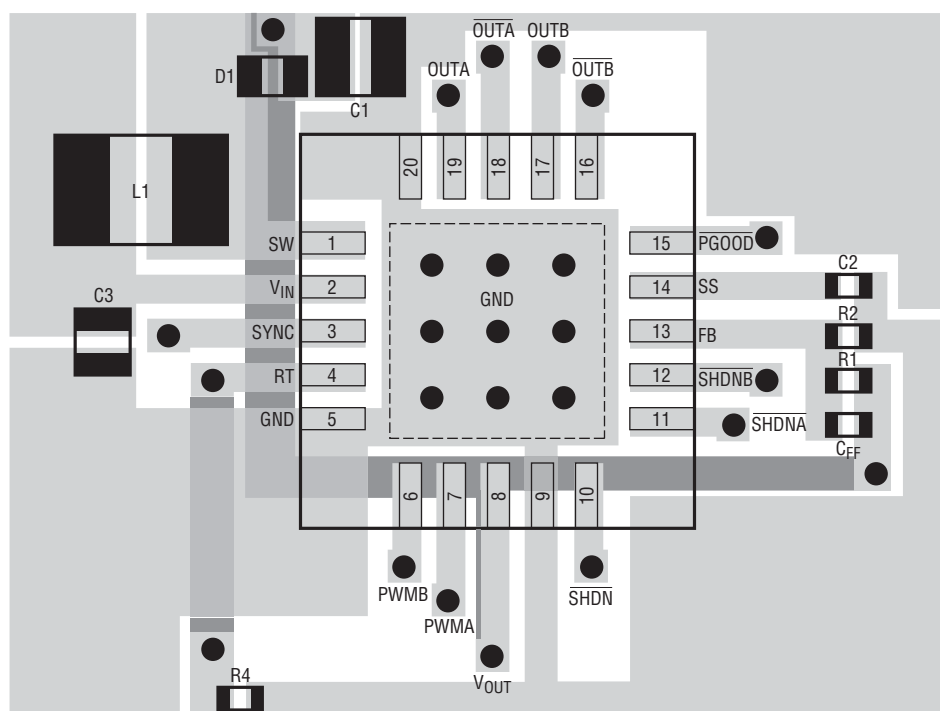 OUTA OUTB
D1 OUTA OUTB
C1
L1
20 19 18 17 16
SW 1 15 PGOOD
C2
VIN 2 14 SS
C3 GND
R2
SYNC 3 13 FB
R1
RT 4 12 SHDNB
GND 5 11 SHDNA
CFF
6 7 8 9 10
PWMB SHDN
PWMA
R4 VOUT